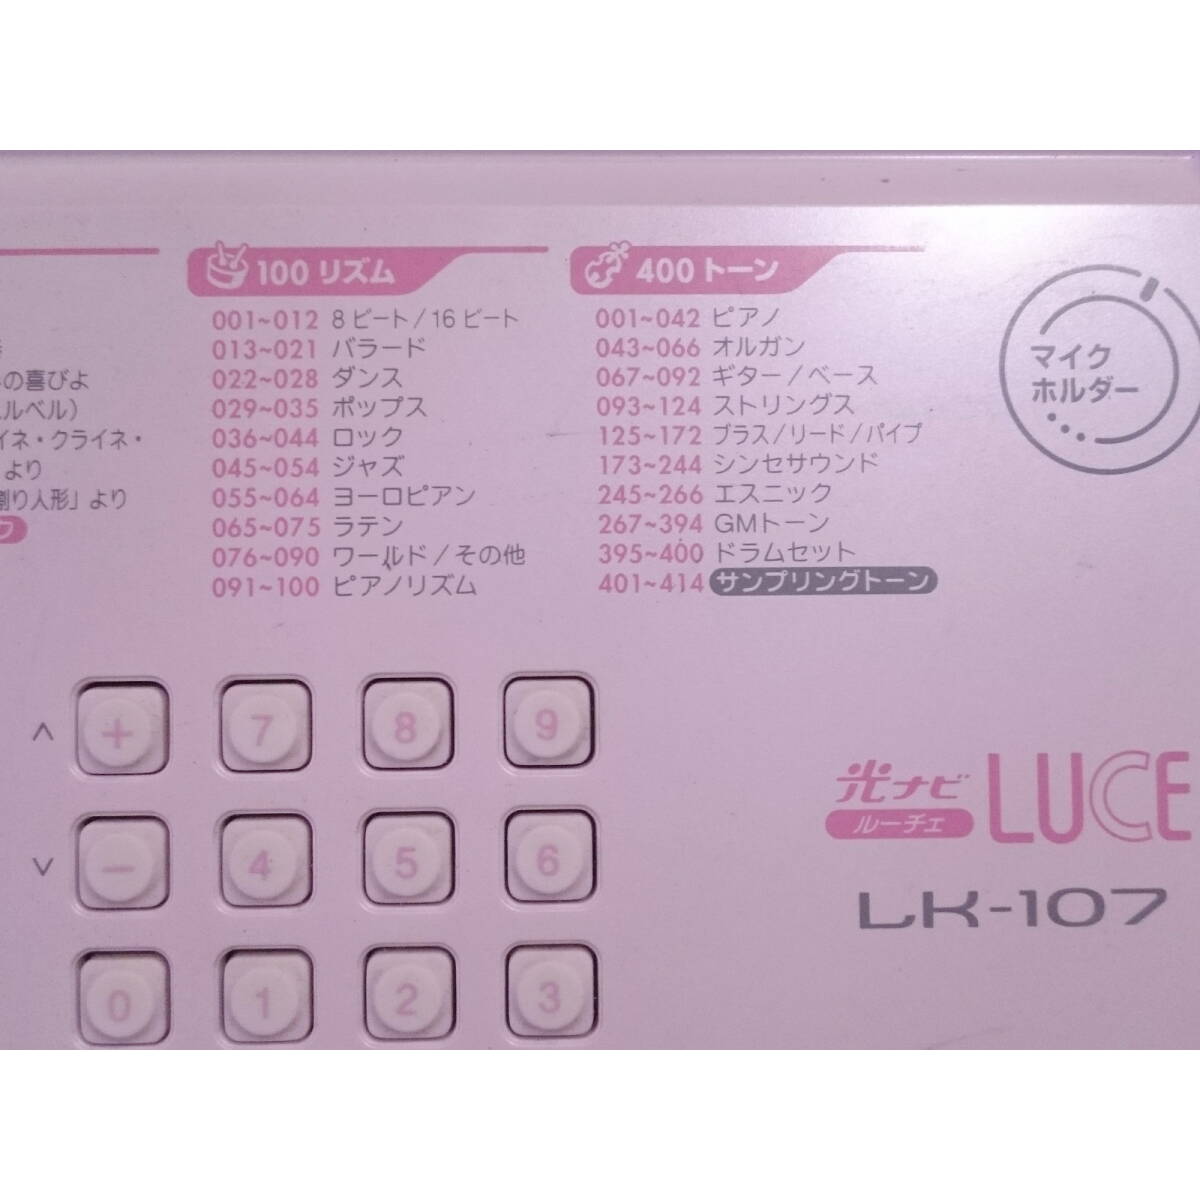 の喜びよ
ルベル）
イネ・クライネ・
より
割り人形」より
ク
100 リズム
001~012 8ビート/16ビート
013~021 バラード
022~028 ダンス
029~035 ポップス
036~044 ロック
045~054 ジャズ
055~064 ヨーロピアン
065~075 ラテン
076~090 ワールド/その他
091~100 ピアノリズム
400 トーン
001~042 ピアノ
043~066 オルガン
067~092 ギター/ベース
093~124 ストリングス
125~172 ブラス/リード/パイプ
173~244 シンセサウンド
245~266 エスニック
267~394 GMトーン
395~400 ドラムセット
401~414 サンプリングトーン
マイク
ホルダー
+ 7 8 9
- 4 5 6
0 1 2 3
光ナビ LUCE
ルーチェ
LK-107